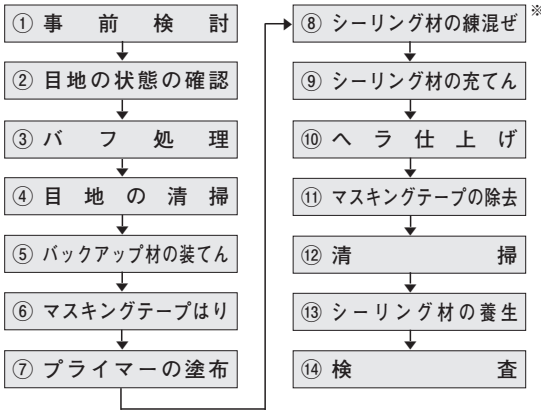 ① 事前検討
② 目地の状態の確認
③ バフ処理
④ 目地の清掃
⑤ バックアップ材の装てん
⑥ マスキングテープはり
⑦ プライマーの塗布
⑧ シーリング材の練混ぜ※
⑨ シーリング材の充てん
⑩ ヘラ仕上げ
⑪ マスキングテープの除去
⑫ 清掃
⑬ シーリング材の養生
⑭ 検査